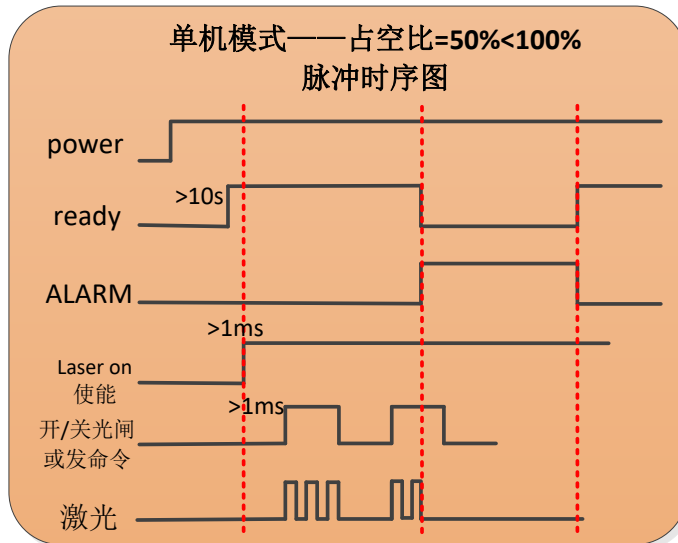 单机模式——占空比=50%<100%
脉冲时序图
power
>10s
ready
ALARM
>1ms
Laser on
使能
>1ms
开/关光闸
或发命令
激光